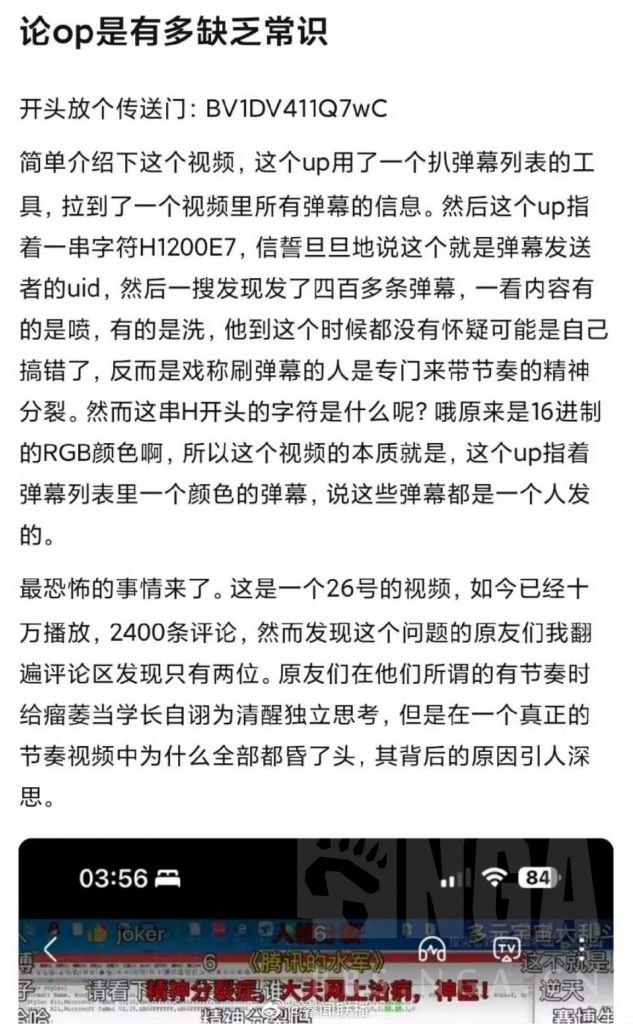 论op是有多缺乏常识
开头放个传送门：BV1DV411Q7wC
简单介绍下这个视频，这个up用了一个扒弹幕列表的工
具，拉到了一个视频里所有弹幕的信息。然后这个up指
着一串字符H1200E7，信誓旦旦地说这个就是弹幕发送
者的uid，然后一搜发现发了四百多条弹幕，一看内容有
的是喷，有的是洗，他到这个时候都没有怀疑可能是自己
搞错了，反而是戏称刷弹幕的人是专门来带节奏的精神
分裂。然而这串H开头的字符是什么呢？哦原来是16进制
的RGB颜色啊，所以这个视频的本质就是，这个up指着
弹幕列表里一个颜色的弹幕，说这些弹幕都是一个人发
的。
最恐怖的事情来了。这是一个26号的视频，如今已经十
万播放，2400条评论，然而发现这个问题的原友们我翻
遍评论区发现只有两位。原友们在他们所谓的有节奏时
给瘤萎当学长自诩为清醒独立思考，但是在一个真正的
节奏视频中为什么全部都昏了头，其背后的原因引人深
思。
03:56 84
NGA
joker 6 多元宇宙大和
6 《腾讯的水军》 这不就是
请看下 精神分裂症，大夫网上治病，神医！ 逆天
精神分裂吗 @睿闻联播 赛博生